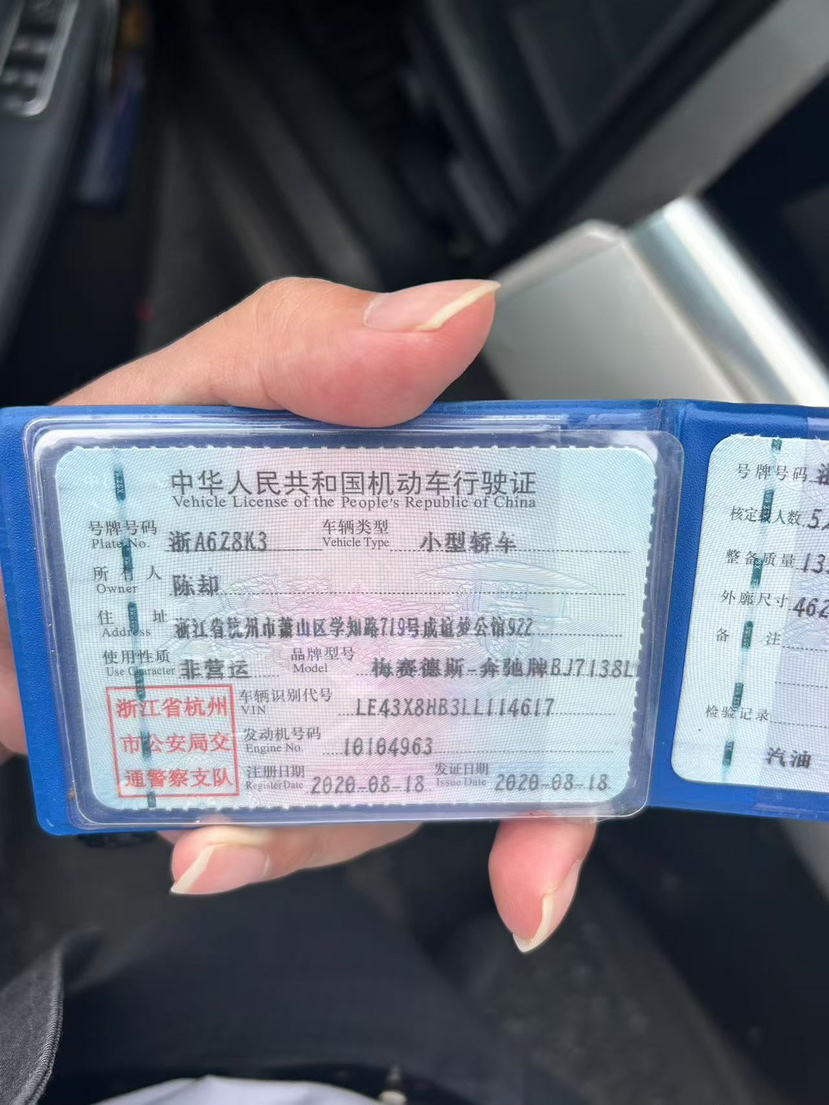 中华人民共和国机动车行驶证
Vehicle License of the People's Republic of China
号牌号码 浙A6Z8K3 车辆类型 小型轿车
Plate No. Vehicle Type
所有人 陈却
Owner
住址 浙江省杭州市萧山区学知路719号成谊梦公馆922
Address
使用性质 非营运 品牌型号 梅赛德斯-奔驰牌BJ7138L
Use Character Model
浙江省杭州
市公安局交
通警察支队
车辆识别代号 LE43X8HB3LL114617
VIN
发动机号码 10104963
Engine No.
注册日期 2020-08-18 发证日期 2020-08-18
Register Date Issue Date
号牌号码
核定载人数 5
整备质量 13
外廓尺寸 462
备注
检验记录
汽油